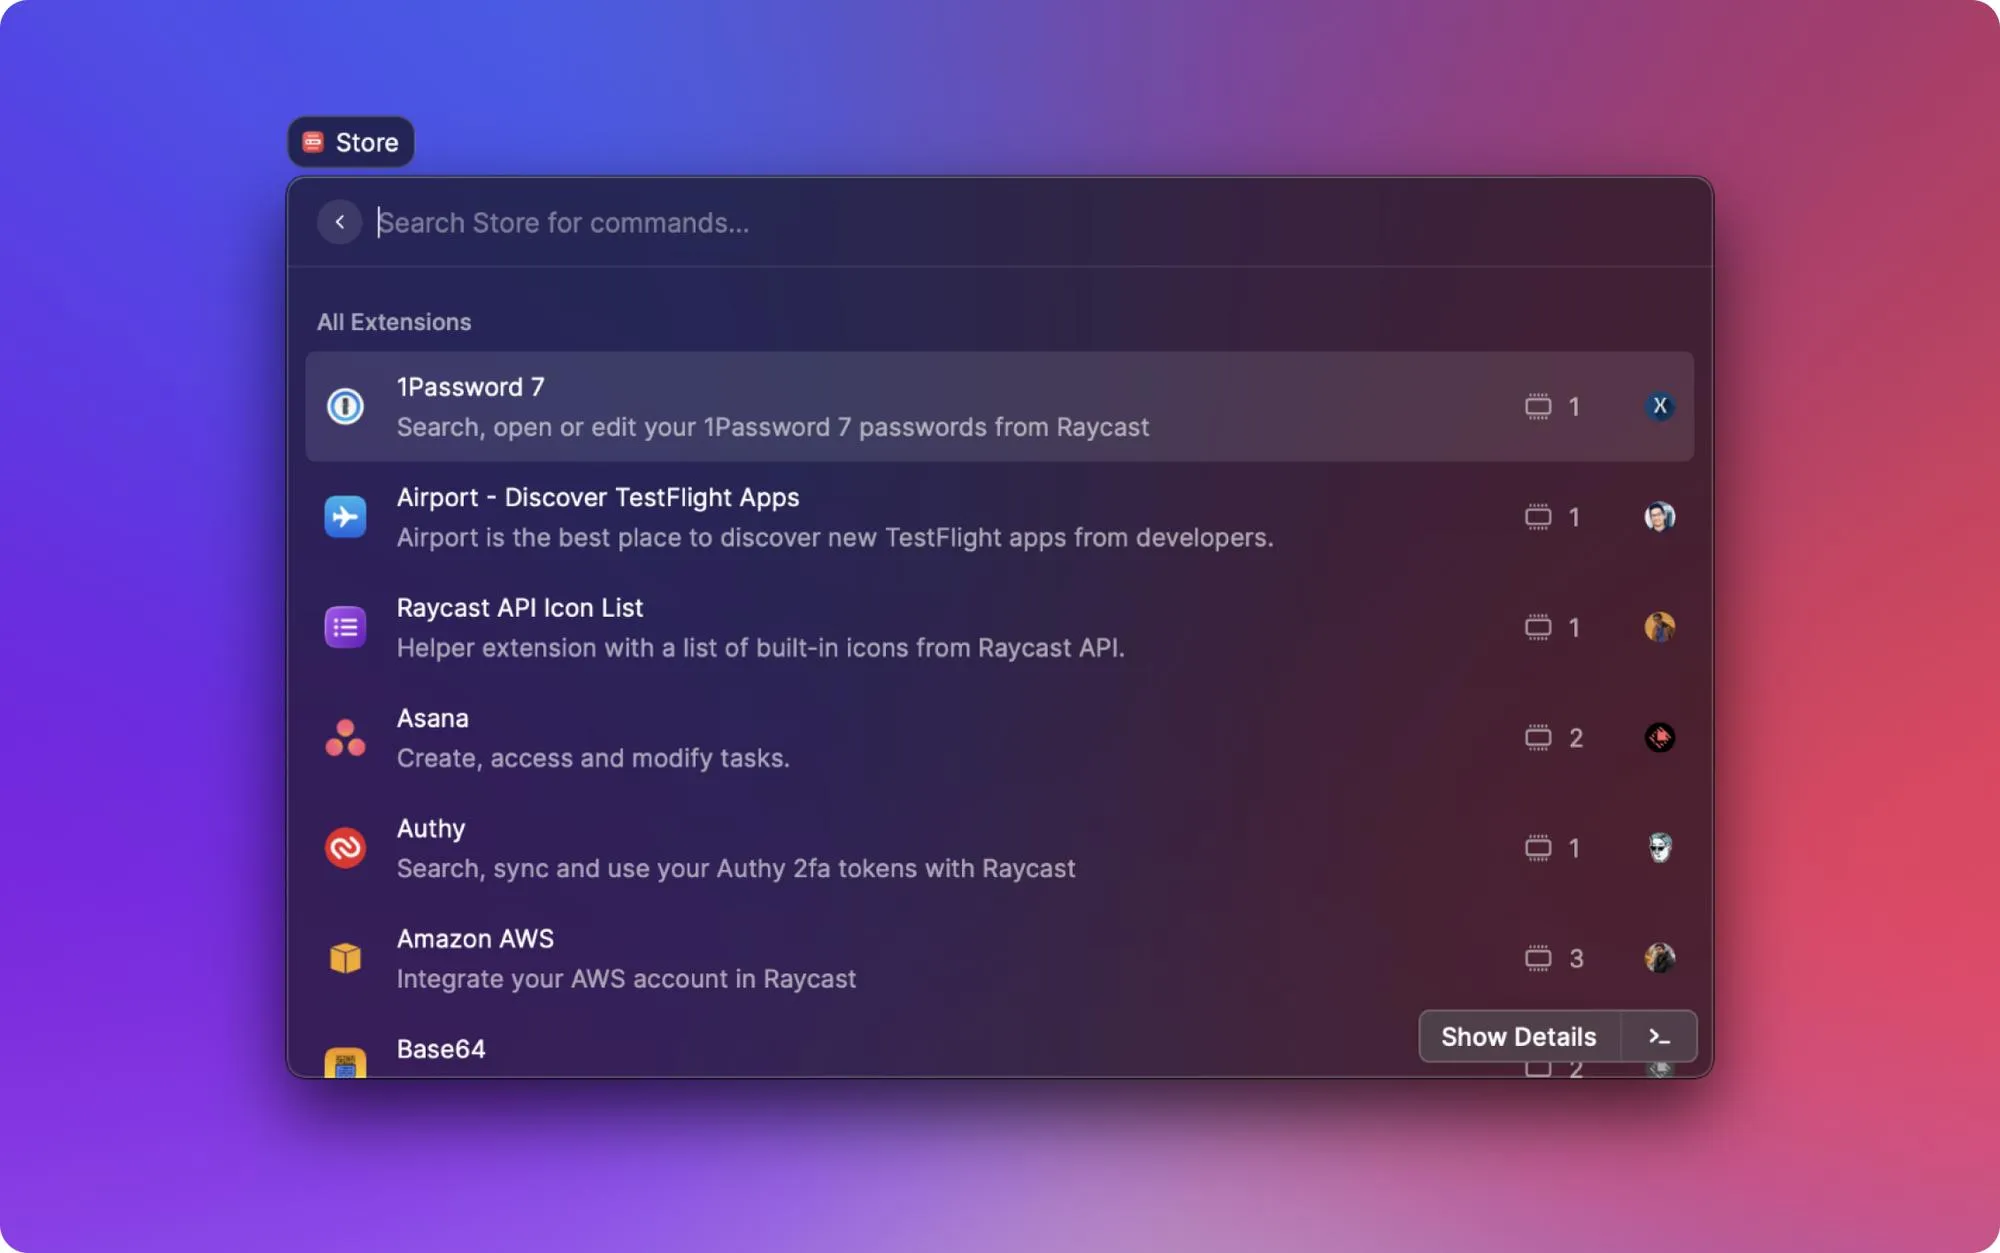 Store
Search Store for commands...
All Extensions
1Password 7
Search, open or edit your 1Password 7 passwords from Raycast
1
X
Airport - Discover TestFlight Apps
Airport is the best place to discover new TestFlight apps from developers.
1
Raycast API Icon List
Helper extension with a list of built-in icons from Raycast API.
1
Asana
Create, access and modify tasks.
2
Authy
Search, sync and use your Authy 2fa tokens with Raycast
1
Amazon AWS
Integrate your AWS account in Raycast
3
Base64
2
Show Details
>_